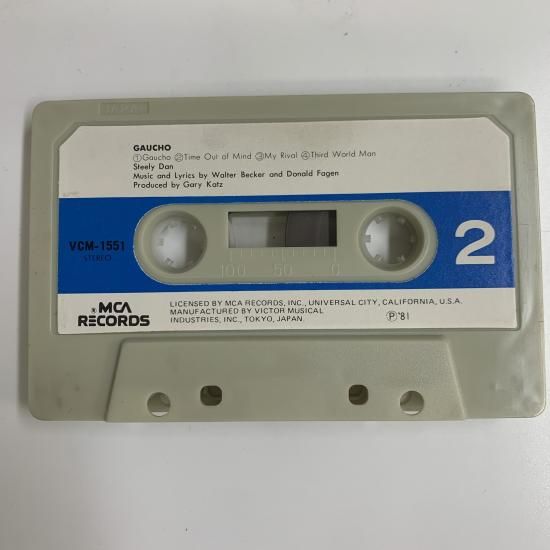 JAPAN
GAUCHO
①Gaucho ②Time Out of Mind ③My Rival ④Third World Man
Steely Dan
Music and Lyrics by Walter Becker and Donald Fagen
Produced by Gary Katz
VCM-1551
STEREO
2
100 50 0
®MCA RECORDS
LICENSED BY MCA RECORDS, INC., UNIVERSAL CITY, CALIFORNIA, U.S.A.
MANUFACTURED BY VICTOR MUSICAL
INDUSTRIES, INC., TOKYO, JAPAN.
Ⓟ'81